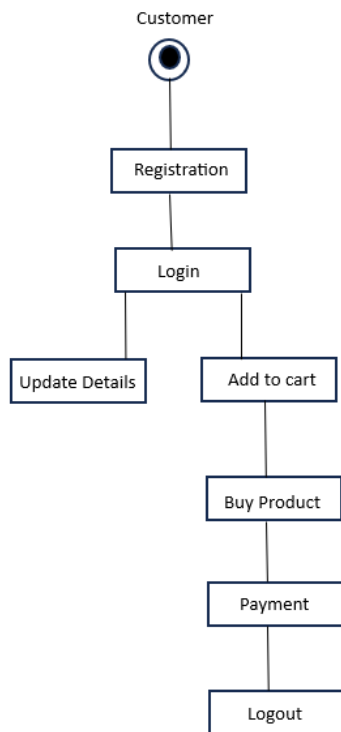 Customer
Registration
Login
Update Details
Add to cart
Buy Product
Payment
Logout